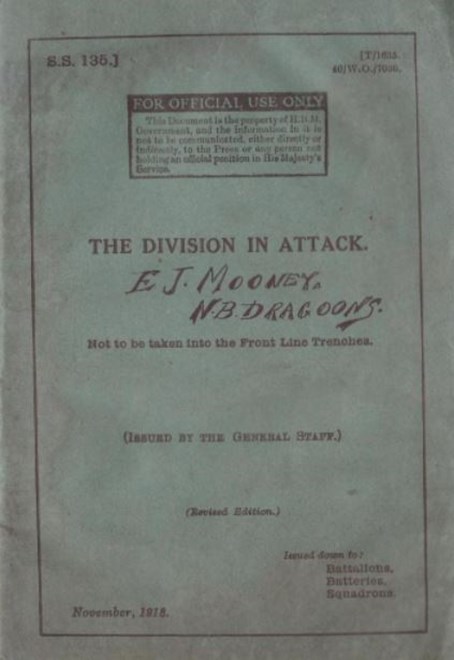 S.S. 135.]
[T/1635.
40/W.O./7036.
FOR OFFICIAL USE ONLY
This Document is the property of H.B.M.
Government, and the information in it is
not to be communicated, either directly or
indirectly, to the Press or any person not
holding an official position in His Majesty's
Service.
THE DIVISION IN ATTACK.
E J. MOONEY.
N.B. DRAGOONS.
Not to be taken into the Front Line Trenches.
(ISSUED BY THE GENERAL STAFF.)
(Revised Edition.)
Issued down to:
Battalions,
Batteries,
Squadrons.
November, 1918.